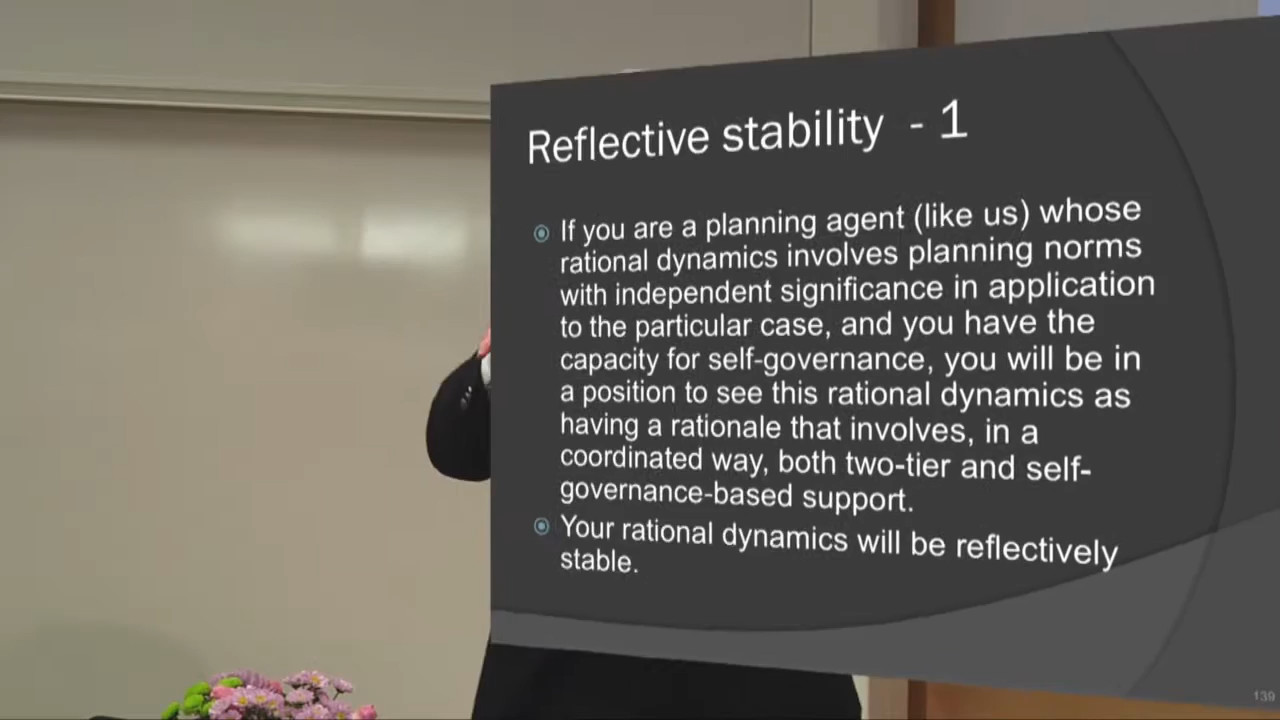 Reflective stability - 1
If you are a planning agent (like us) whose
rational dynamics involves planning norms
with independent significance in application
to the particular case, and you have the
capacity for self-governance, you will be in
a position to see this rational dynamics as
having a rationale that involves, in a
coordinated way, both two-tier and self-
governance-based support.
Your rational dynamics will be reflectively
stable.
139